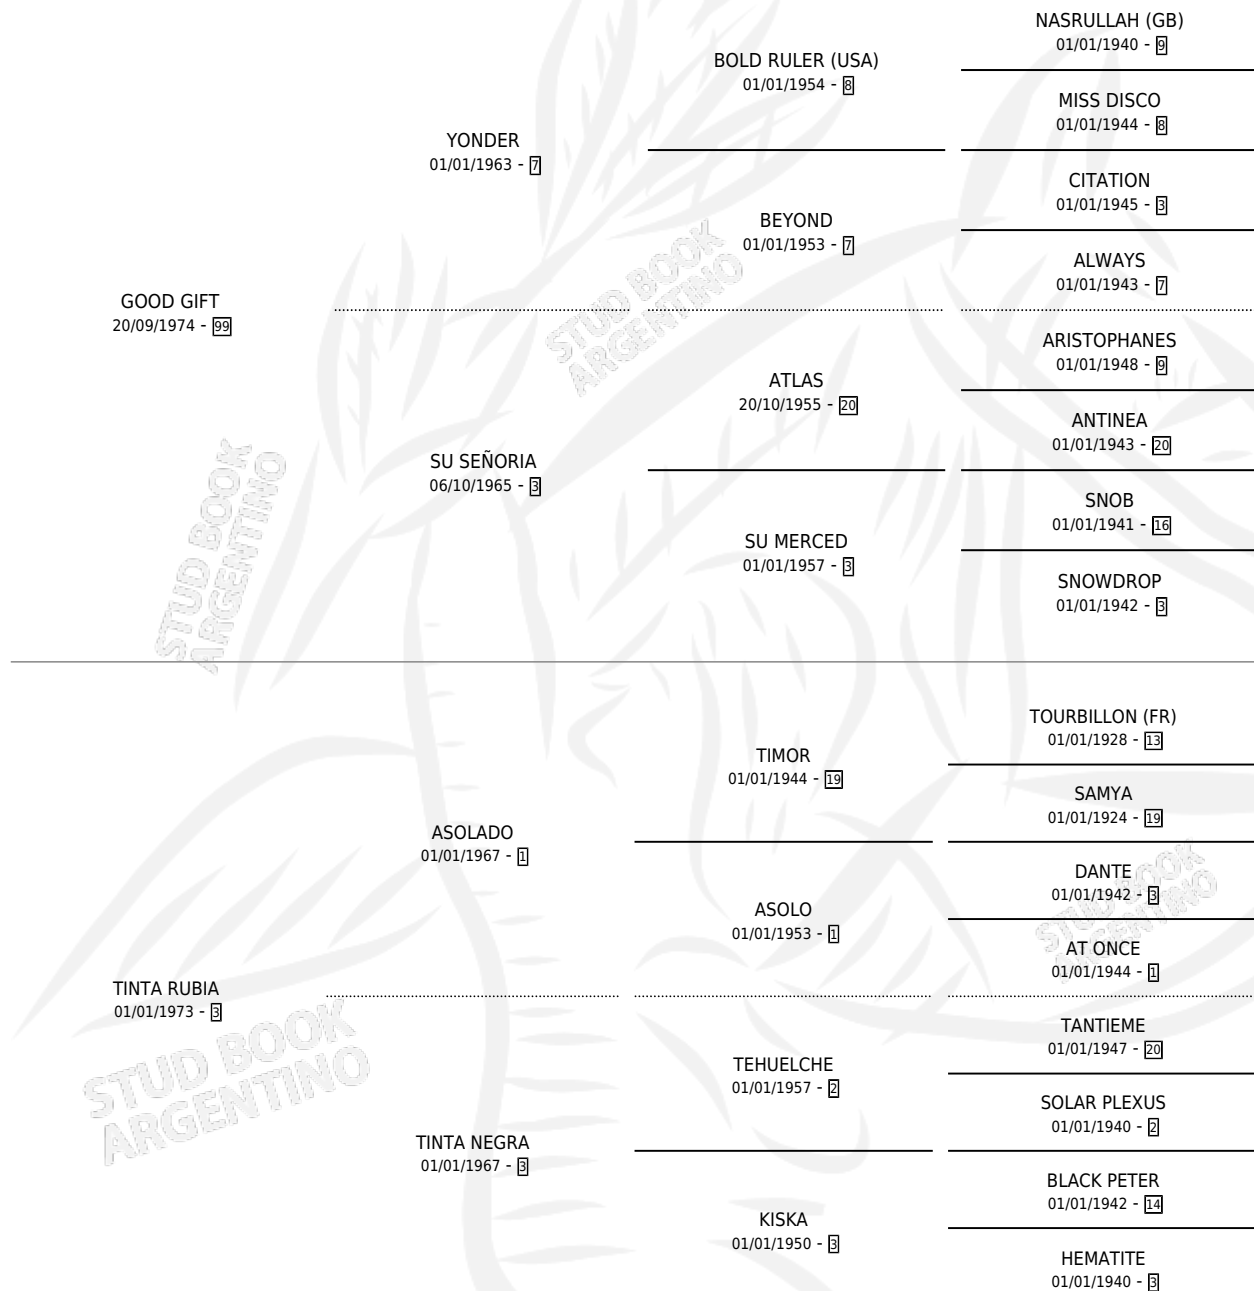 NASRULLAH (GB)
01/01/1940 - 9
BOLD RULER (USA)
01/01/1954 - 8
MISS DISCO
01/01/1944 - 8
YONDER
01/01/1963 - 7
CITATION
01/01/1945 - 3
BEYOND
01/01/1953 - 7
ALWAYS
01/01/1943 - 7
GOOD GIFT
20/09/1974 - 99
ARISTOPHANES
01/01/1948 - 9
ATLAS
20/10/1955 - 20
ANTINEA
01/01/1943 - 20
SU SEÑORIA
06/10/1965 - 3
SNOB
01/01/1941 - 16
SU MERCED
01/01/1957 - 3
SNOWDROP
01/01/1942 - 3
TOURBILLON (FR)
01/01/1928 - 13
TIMOR
01/01/1944 - 19
SAMYA
01/01/1924 - 19
ASOLADO
01/01/1967 - 1
DANTE
01/01/1942 - 3
ASOLO
01/01/1953 - 1
AT ONCE
01/01/1944 - 1
TINTA RUBIA
01/01/1973 - 3
TANTIEME
01/01/1947 - 20
TEHUELCHE
01/01/1957 - 2
SOLAR PLEXUS
01/01/1940 - 2
TINTA NEGRA
01/01/1967 - 3
BLACK PETER
01/01/1942 - 14
KISKA
01/01/1950 - 3
HEMATITE
01/01/1940 - 3
STUD BOOK
ARGENTINO
STUD BOOK
ARGENTINO
STUD BOOK
ARGENTINO
STUD BOOK
ARGENTINO